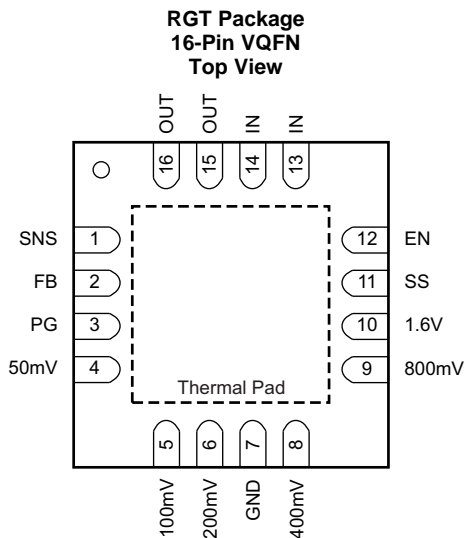 RGT Package
16-Pin VQFN
Top View
OUT OUT IN IN
16 15 14 13
SNS 1
FB 2
PG 3
50mV 4
12 EN
11 SS
10 1.6V
9 800mV
Thermal Pad
5 6 7 8
100mV 200mV GND 400mV